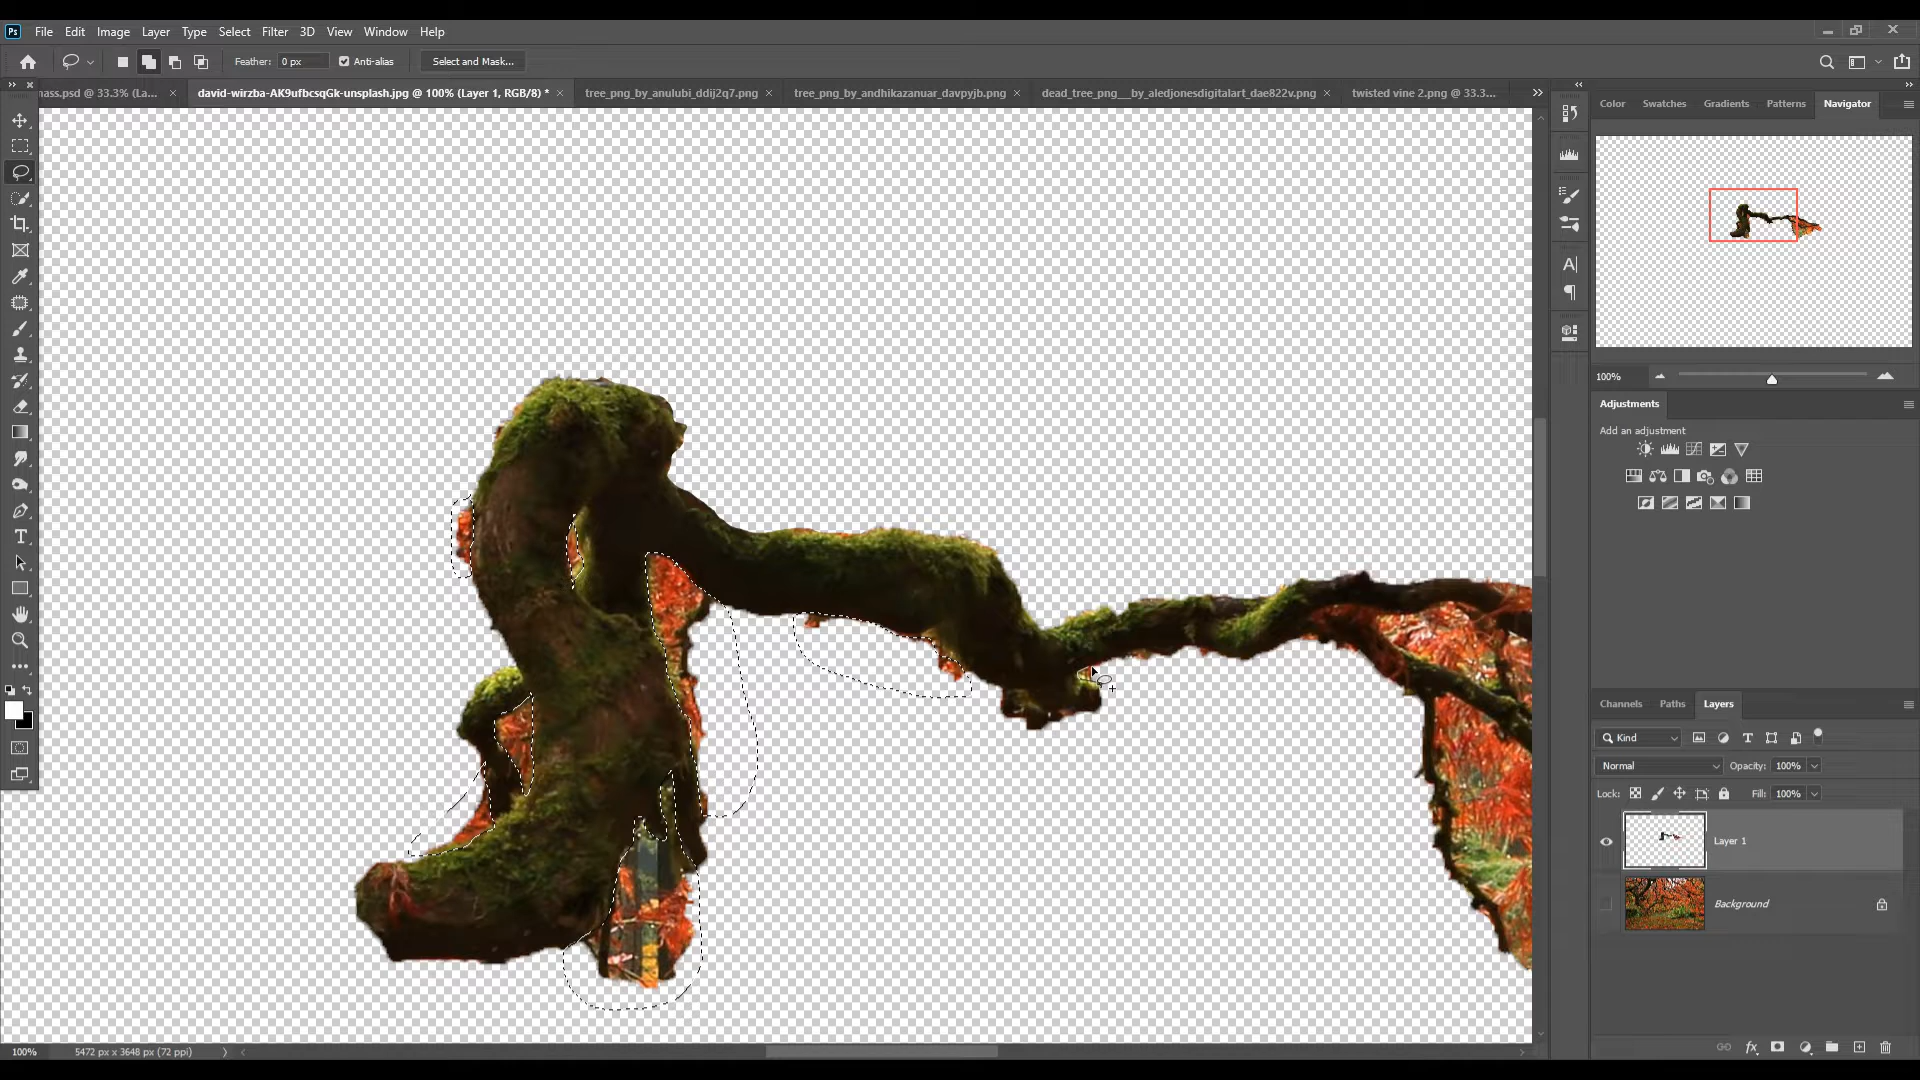 Ps File Edit Image Layer Type Select Filter 3D View Window Help
Feather: 0 px Anti-alias Select and Mask...
mass.psd @ 33.3% (La... david-wirzba-AK9ufbcsqGk-unsplash.jpg @ 100% (Layer 1, RGB/8) * tree_png_by_anulubi_ddij2q7.png tree_png_by_andhikazanuar_davpyjb.png dead_tree_png__by_aledjonesdigitalart_dae822v.png twisted vine 2.png @ 33.3...
Color Swatches Gradients Patterns Navigator
100%
Adjustments
Add an adjustment
Channels Paths Layers
Kind
Normal Opacity: 100%
Lock: Fill: 100%
Layer 1
Background
100% 5472 px x 3648 px (72 ppi)